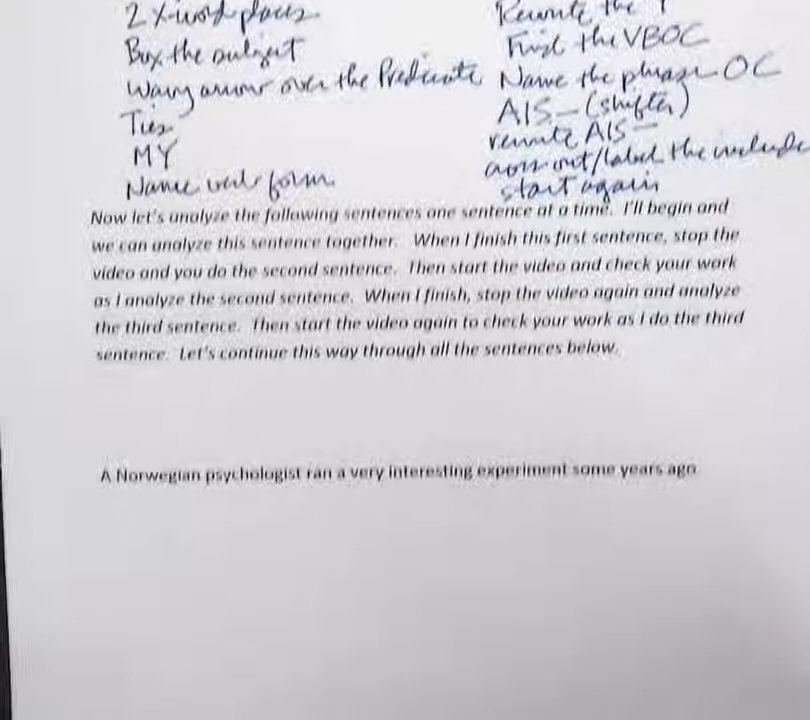 2 X-word places
Box the subject
Wavy arrow over the Predicate
Ties
MY
Name verb form
Rewrite the T
Find the VBOC
Name the phrase OC
AIS - (shifter)
rewrite AIS -
cross out/label the include
start again
Now let's analyze the following sentences one sentence at a time. I'll begin and
we can analyze this sentence together. When I finish this first sentence, stop the
video and you do the second sentence. Then start the video and check your work
as I analyze the second sentence. When I finish, stop the video again and analyze
the third sentence. Then start the video again to check your work as I do the third
sentence. Let's continue this way through all the sentences below.
A Norwegian psychologist ran a very interesting experiment some years ago